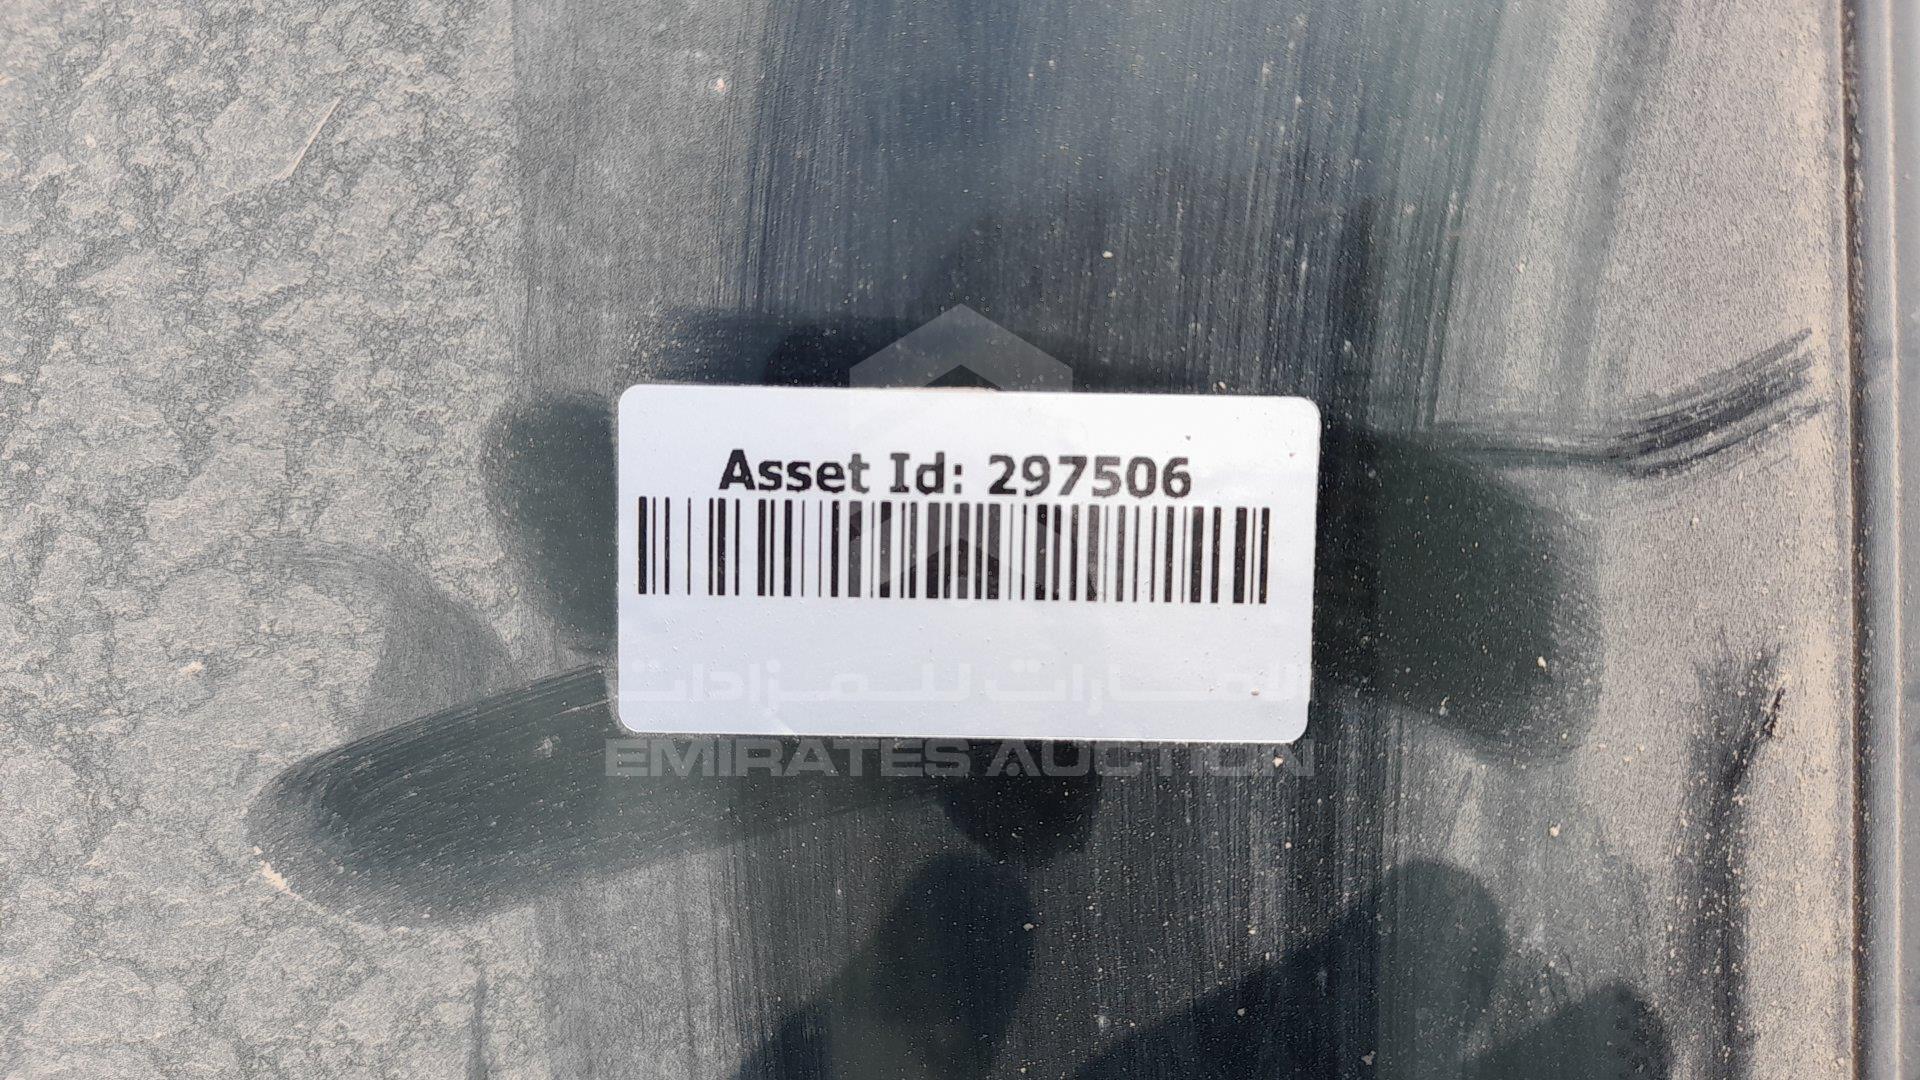 Asset Id: 297506
الإمارات للمزادات
EMIRATES AUCTION